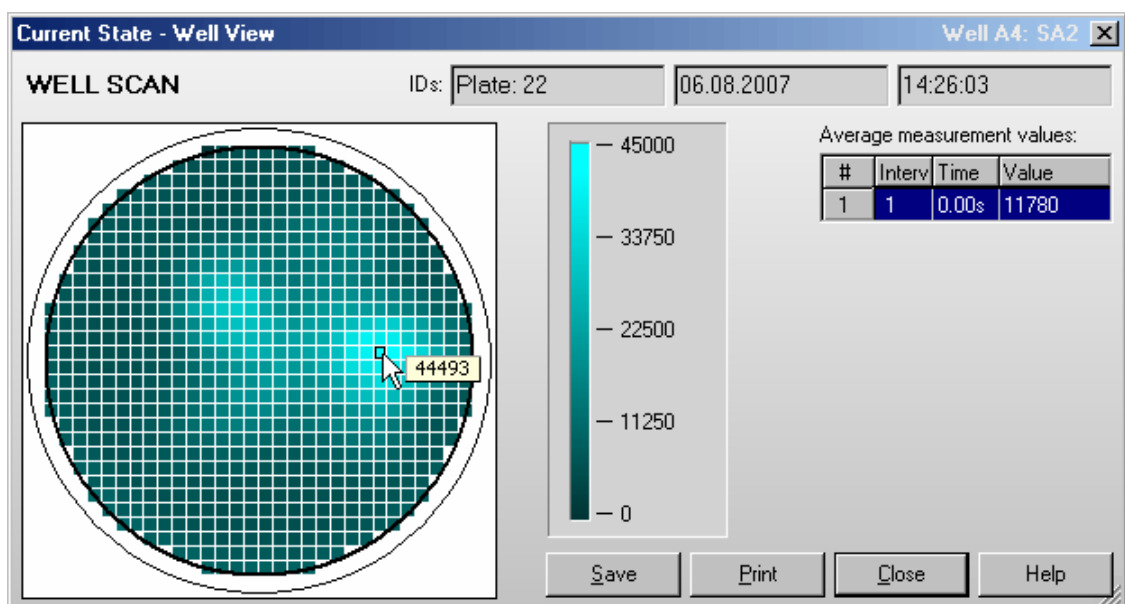 Current State - Well View Well A4: SA2
WELL SCAN IDs: Plate: 22 06.08.2007 14:26:03
45000
33750
22500
11250
0
44493
Average measurement values:
# Interv Time Value
1 1 0.00s 11780
Save Print Close Help